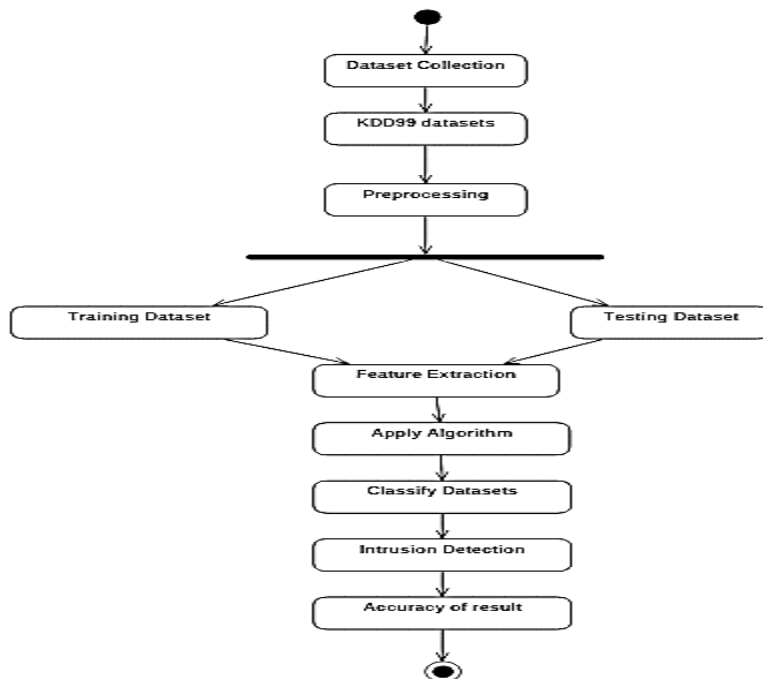 Dataset Collection
KDD99 datasets
Preprocessing
Training Dataset
Testing Dataset
Feature Extraction
Apply Algorithm
Classify Datasets
Intrusion Detection
Accuracy of result